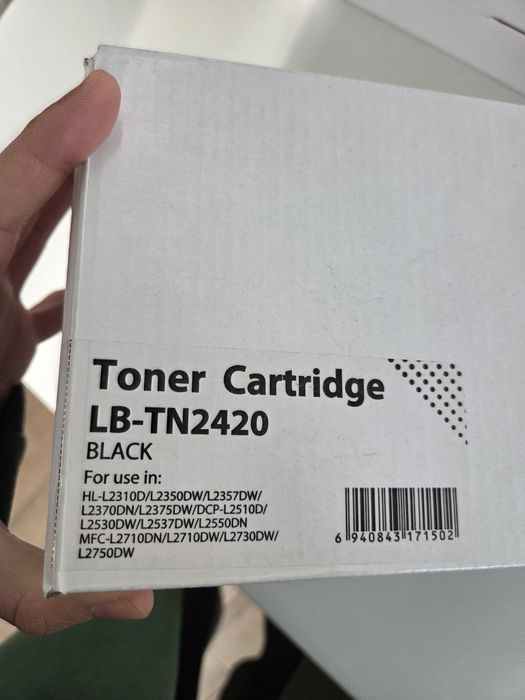 Toner Cartridge
LB-TN2420
BLACK
For use in:
HL-L2310D/L2350DW/L2357DW/
L2370DN/L2375DW/DCP-L2510D/
L2530DW/L2537DW/L2550DN
MFC-L2710DN/L2710DW/L2730DW/
L2750DW
6 940843 171502